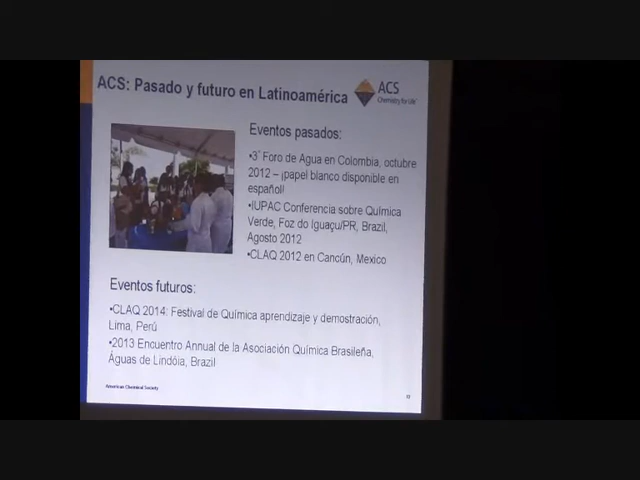 ACS: Pasado y futuro en Latinoamérica
ACS
Chemistry for Life
Eventos pasados:
•3° Foro de Agua en Colombia, octubre
2012 – ¡papel blanco disponible en
español!
•IUPAC Conferencia sobre Química
Verde, Foz do Iguaçu/PR, Brazil,
Agosto 2012
•CLAQ 2012 en Cancún, Mexico
Eventos futuros:
•CLAQ 2014: Festival de Química aprendizaje y demostración,
Lima, Perú
•2013 Encuentro Annual de la Asociación Química Brasileña,
Águas de Lindóia, Brazil
American Chemical Society